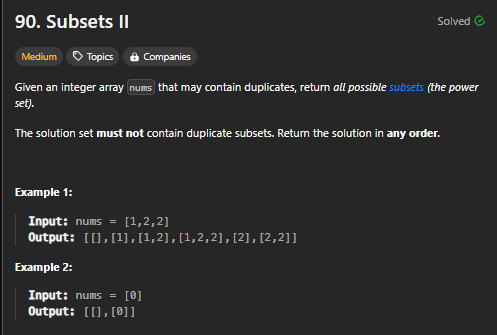 90. Subsets II
Solved
Medium Topics Companies
Given an integer array nums that may contain duplicates, return all possible subsets (the power
set).
The solution set must not contain duplicate subsets. Return the solution in any order.
Example 1:
Input: nums = [1,2,2]
Output: [[],[1],[1,2],[1,2,2],[2],[2,2]]
Example 2:
Input: nums = [0]
Output: [[],[0]]